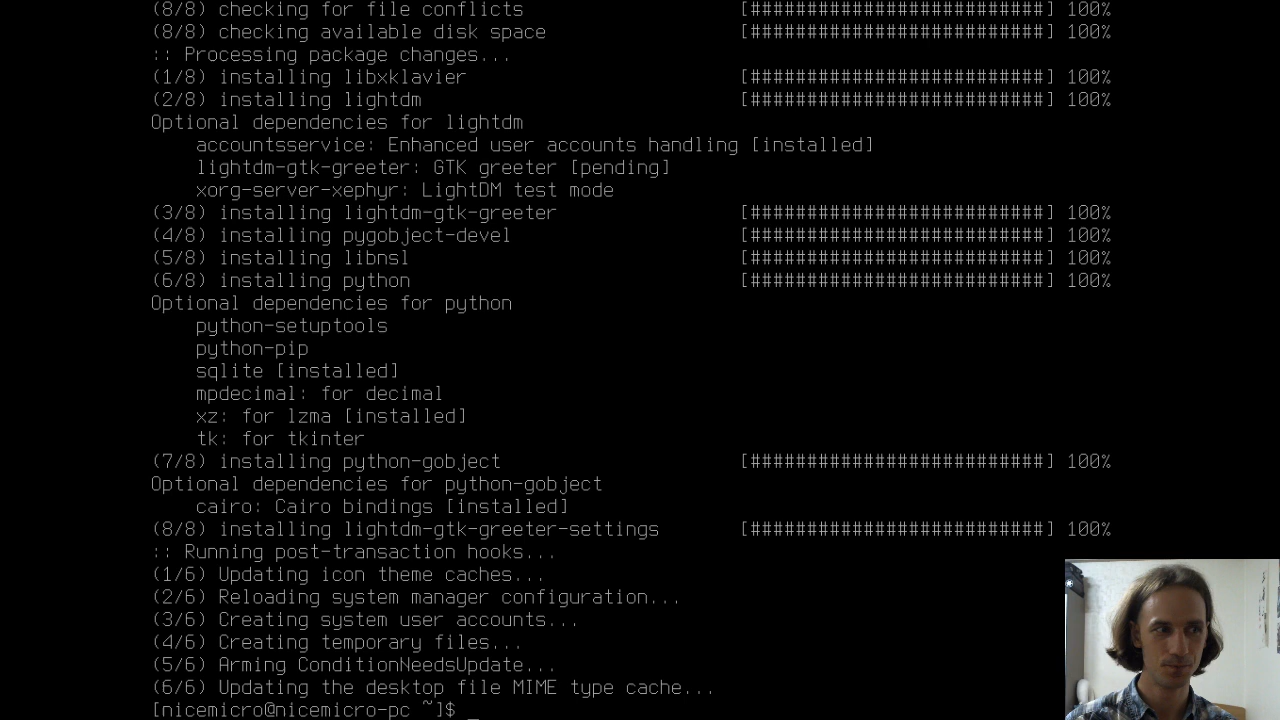 (8/8) checking for file conflicts [##########################] 100%
(8/8) checking available disk space [##########################] 100%
:: Processing package changes...
(1/8) installing libxklavier [##########################] 100%
(2/8) installing lightdm [##########################] 100%
Optional dependencies for lightdm
accountsservice: Enhanced user accounts handling [installed]
lightdm-gtk-greeter: GTK greeter [pending]
xorg-server-xephyr: LightDM test mode
(3/8) installing lightdm-gtk-greeter [##########################] 100%
(4/8) installing pygobject-devel [##########################] 100%
(5/8) installing libnsl [##########################] 100%
(6/8) installing python [##########################] 100%
Optional dependencies for python
python-setuptools
python-pip
sqlite [installed]
mpdecimal: for decimal
xz: for lzma [installed]
tk: for tkinter
(7/8) installing python-gobject [##########################] 100%
Optional dependencies for python-gobject
cairo: Cairo bindings [installed]
(8/8) installing lightdm-gtk-greeter-settings [##########################] 100%
:: Running post-transaction hooks...
(1/6) Updating icon theme caches...
(2/6) Reloading system manager configuration...
(3/6) Creating system user accounts...
(4/6) Creating temporary files...
(5/6) Arming ConditionNeedsUpdate...
(6/6) Updating the desktop file MIME type cache...
[nicemicro@nicemicro-pc ~]$ _